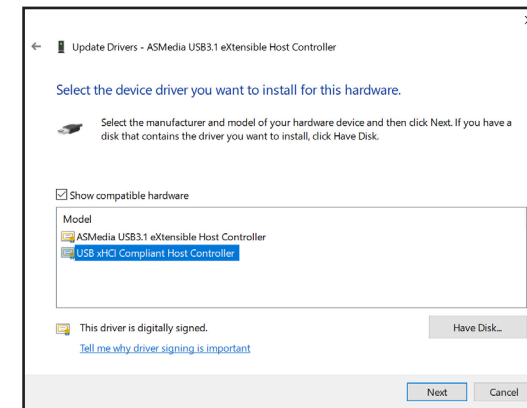 Update Drivers - ASMedia USB3.1 eXtensible Host Controller
Select the device driver you want to install for this hardware.
Select the manufacturer and model of your hardware device and then click Next. If you have a
disk that contains the driver you want to install, click Have Disk.
Show compatible hardware
Model
ASMedia USB3.1 eXtensible Host Controller
USB xHCI Compliant Host Controller
This driver is digitally signed.
Have Disk...
Tell me why driver signing is important
Next
Cancel